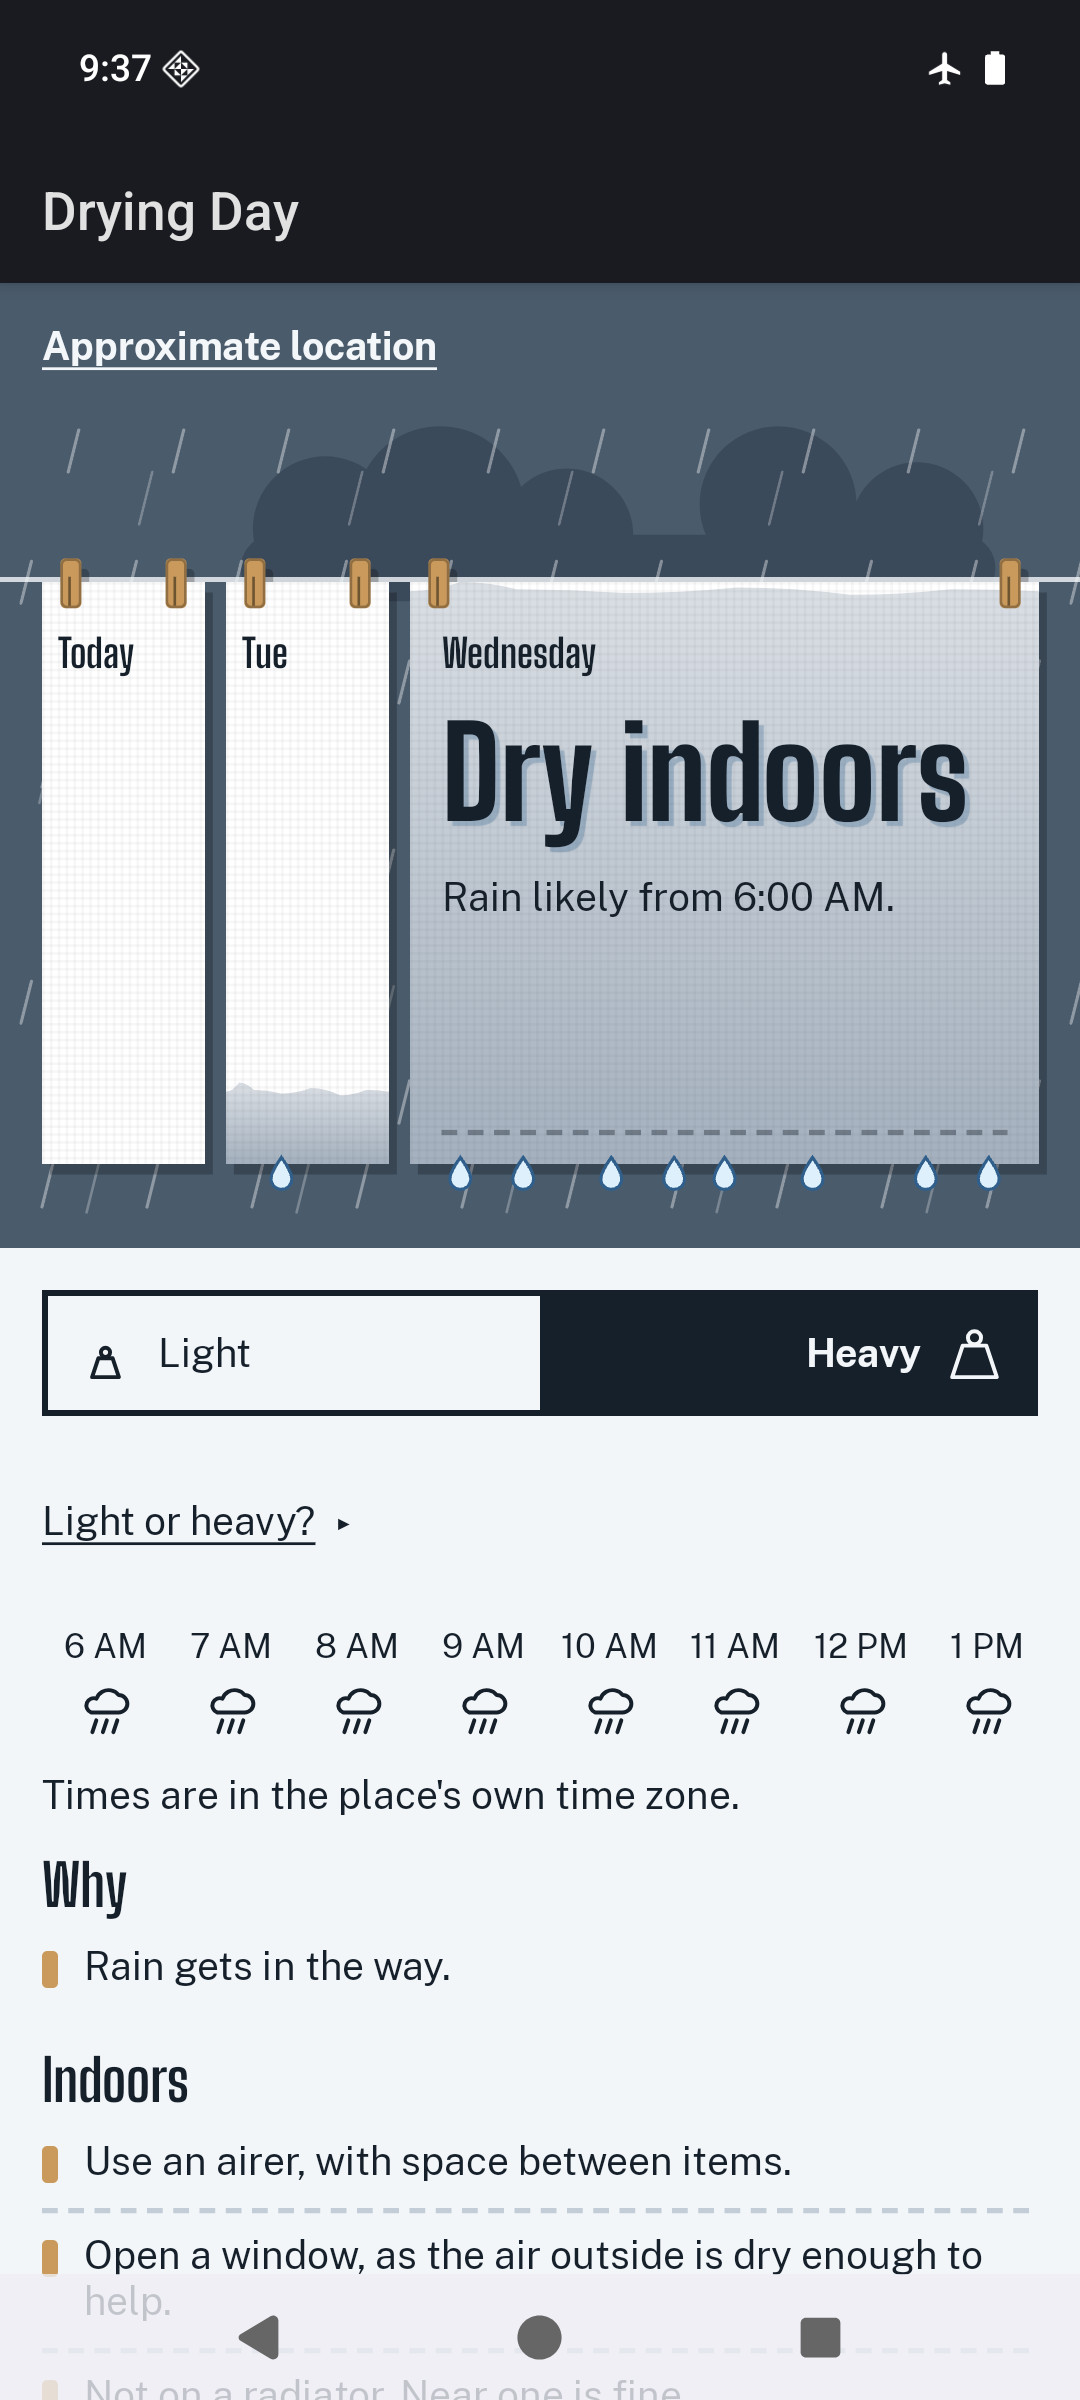 9:37
Drying Day
Approximate location
Today
Tue
Wednesday
Dry indoors
Rain likely from 6:00 AM.
Light
Heavy
Light or heavy?
6 AM 7 AM 8 AM 9 AM 10 AM 11 AM 12 PM 1 PM
Times are in the place's own time zone.
Why
Rain gets in the way.
Indoors
Use an airer, with space between items.
Open a window, as the air outside is dry enough to
help.
Not on a radiator. Near one is fine.